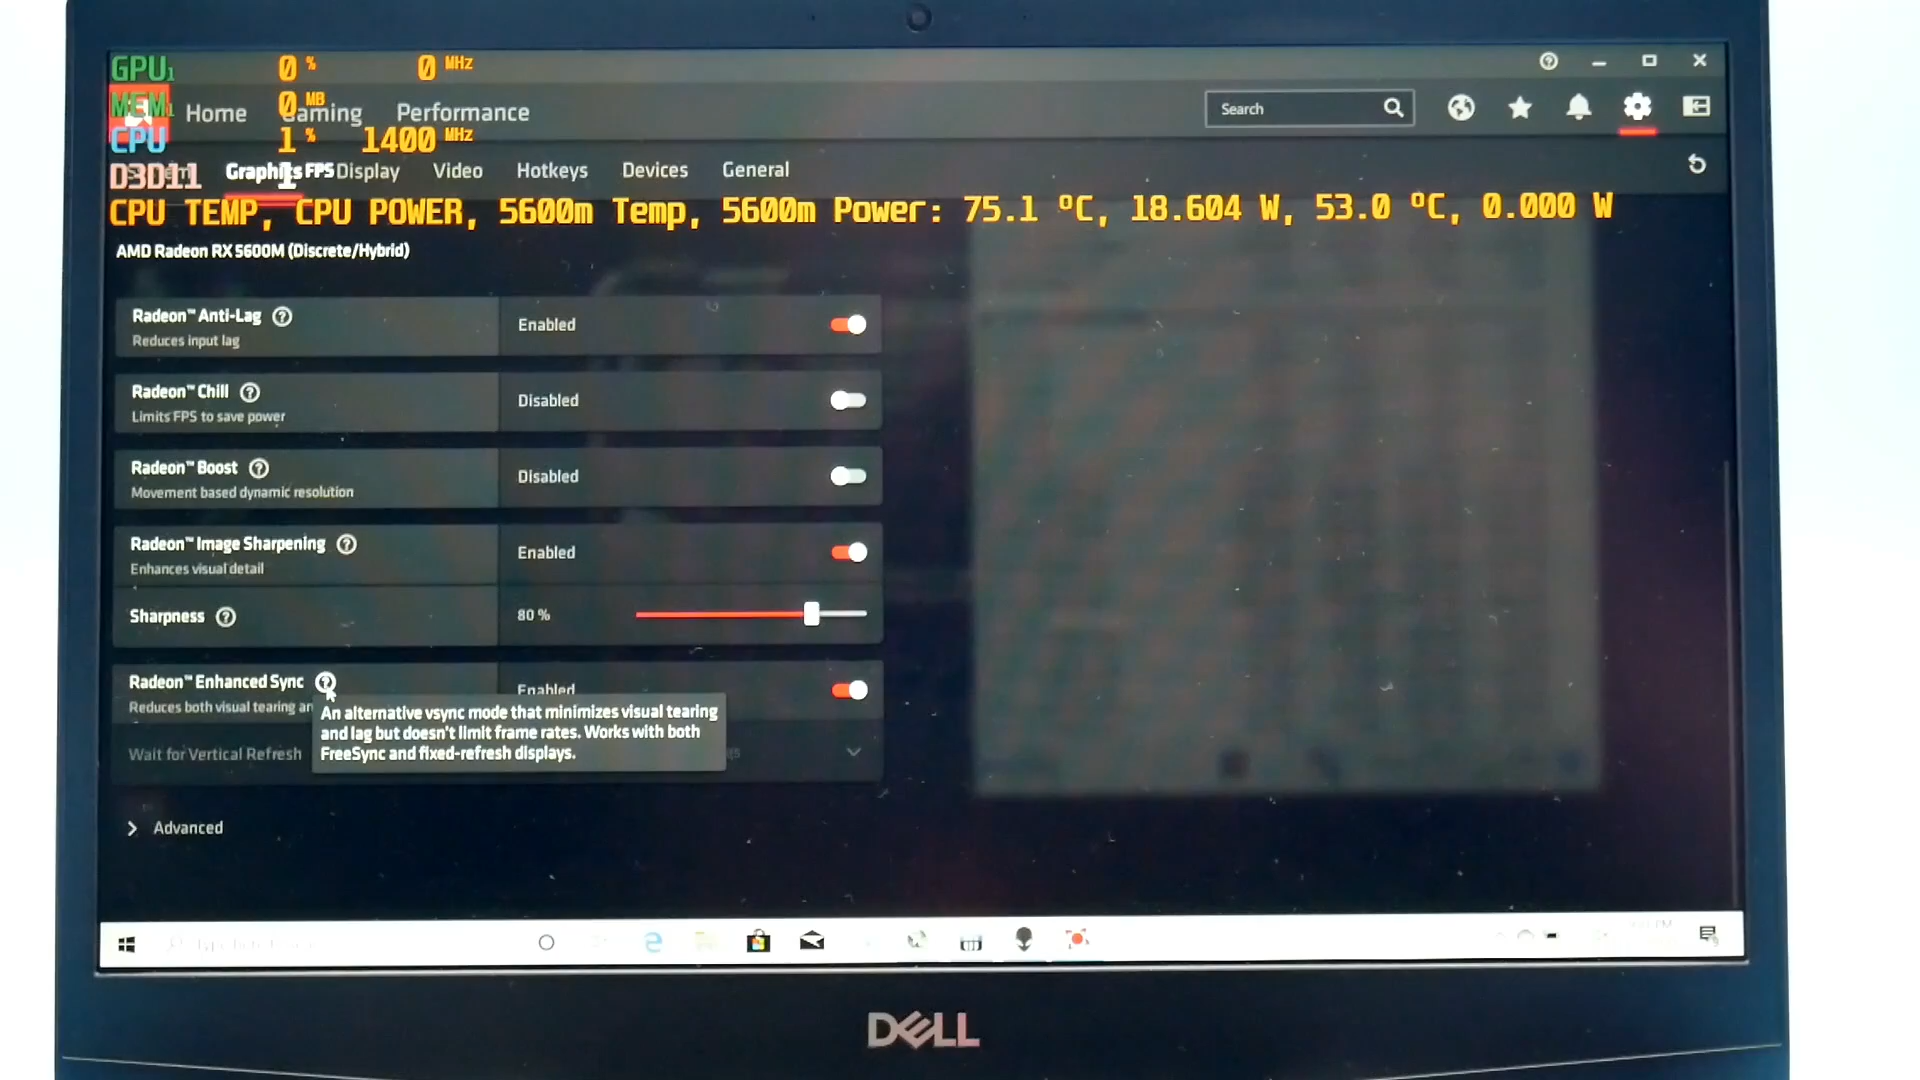 GPU1 0 % 0 MHz
MEM1 0 MB
Home Gaming Performance
Search
CPU 1 % 1400 MHz
D3D11 1 FPS
Graphics Display Video Hotkeys Devices General
CPU TEMP, CPU POWER, 5600m Temp, 5600m Power: 75.1 ºC, 18.604 W, 53.0 ºC, 0.000 W
AMD Radeon RX 5600M (Discrete/Hybrid)
Radeon™ Anti-Lag ?
Enabled
Reduces input lag
Radeon™ Chill ?
Disabled
Limits FPS to save power
Radeon™ Boost ?
Disabled
Movement based dynamic resolution
Radeon™ Image Sharpening ?
Enabled
Enhances visual detail
Sharpness ?
80 %
Radeon™ Enhanced Sync ?
Enabled
Reduces both visual tearing
An alternative vsync mode that minimizes visual tearing
and lag but doesn't limit frame rates. Works with both
FreeSync and fixed-refresh displays.
Wait for Vertical Refresh
Advanced
DELL